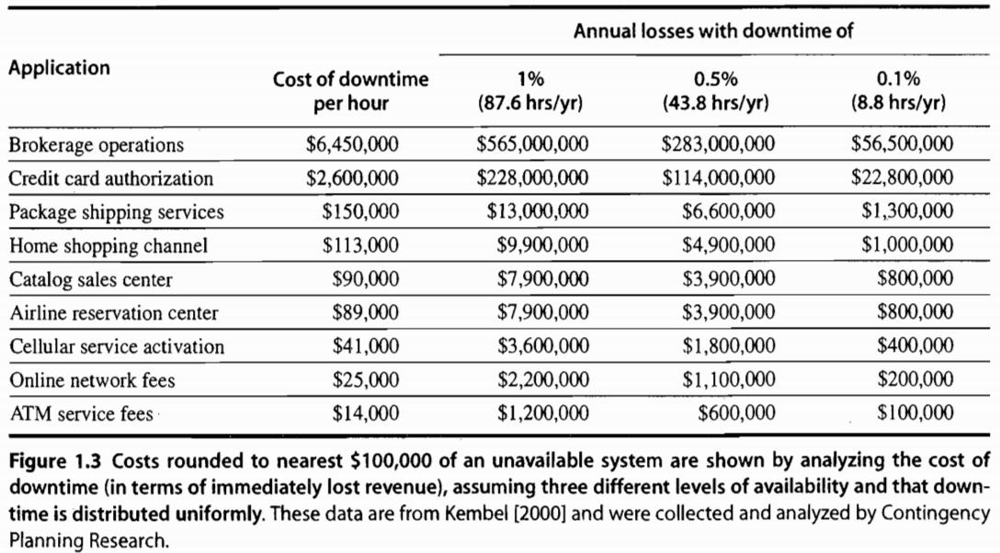 Annual losses with downtime of
Application Cost of downtime per hour 1% (87.6 hrs/yr) 0.5% (43.8 hrs/yr) 0.1% (8.8 hrs/yr)
Brokerage operations $6,450,000 $565,000,000 $283,000,000 $56,500,000
Credit card authorization $2,600,000 $228,000,000 $114,000,000 $22,800,000
Package shipping services $150,000 $13,000,000 $6,600,000 $1,300,000
Home shopping channel $113,000 $9,900,000 $4,900,000 $1,000,000
Catalog sales center $90,000 $7,900,000 $3,900,000 $800,000
Airline reservation center $89,000 $7,900,000 $3,900,000 $800,000
Cellular service activation $41,000 $3,600,000 $1,800,000 $400,000
Online network fees $25,000 $2,200,000 $1,100,000 $200,000
ATM service fees $14,000 $1,200,000 $600,000 $100,000
Figure 1.3 Costs rounded to nearest $100,000 of an unavailable system are shown by analyzing the cost of
downtime (in terms of immediately lost revenue), assuming three different levels of availability and that down-
time is distributed uniformly. These data are from Kembel [2000] and were collected and analyzed by Contingency
Planning Research.